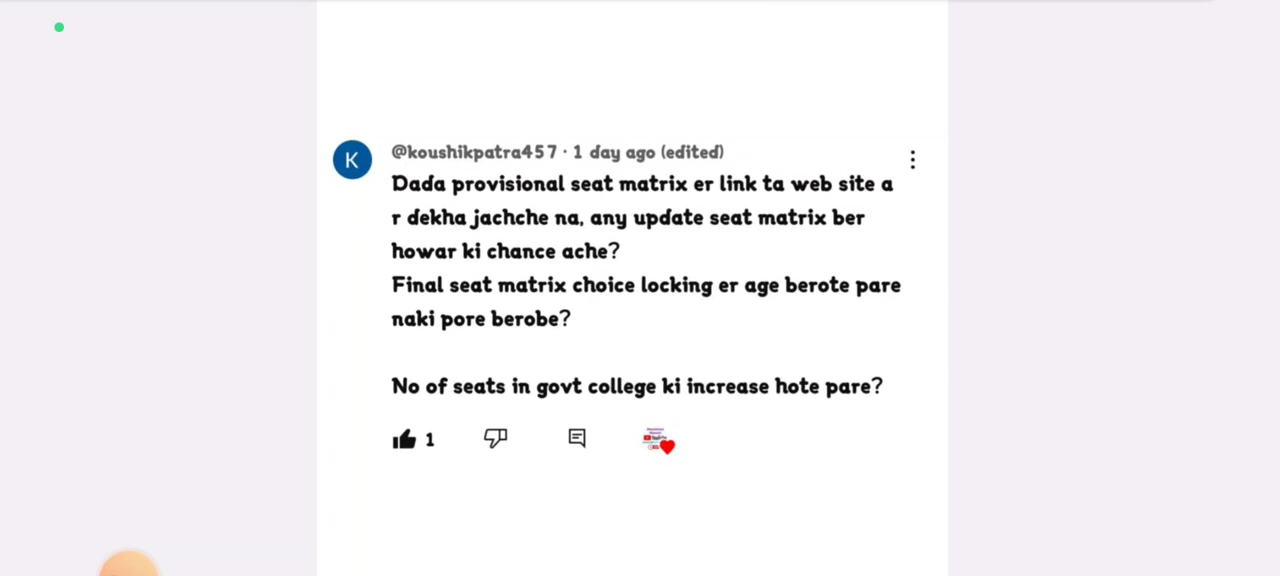 K
@koushikpatra457 · 1 day ago (edited)
Dada provisional seat matrix er link ta web site a
r dekha jachche na, any update seat matrix ber
howar ki chance ache?
Final seat matrix choice locking er age berote pare
naki pore berobe?
No of seats in govt college ki increase hote pare?
1